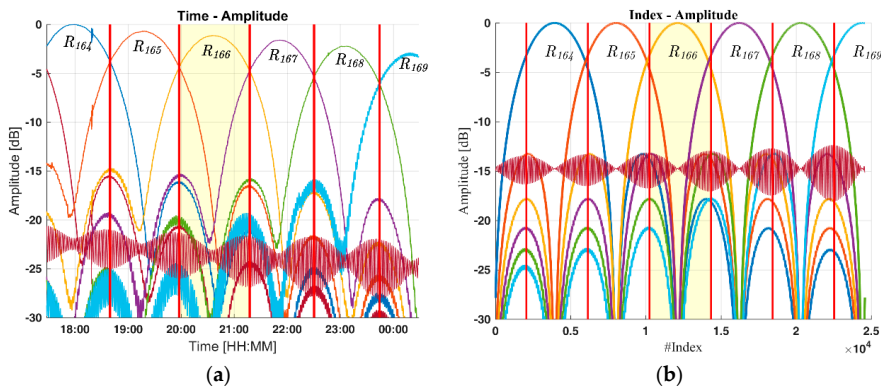 Time - Amplitude
0
-5
-10
-15
-20
-25
-30
Amplitude [dB]
R164 R165 R166 R167 R168 R169
18:00 19:00 20:00 21:00 22:00 23:00 00:00
Time [HH:MM]
(a)
Index - Amplitude
0
-5
-10
-15
-20
-25
-30
Amplitude [dB]
R164 R165 R166 R167 R168 R169
0 0.5 1 1.5 2 2.5
×10⁴
#Index
(b)